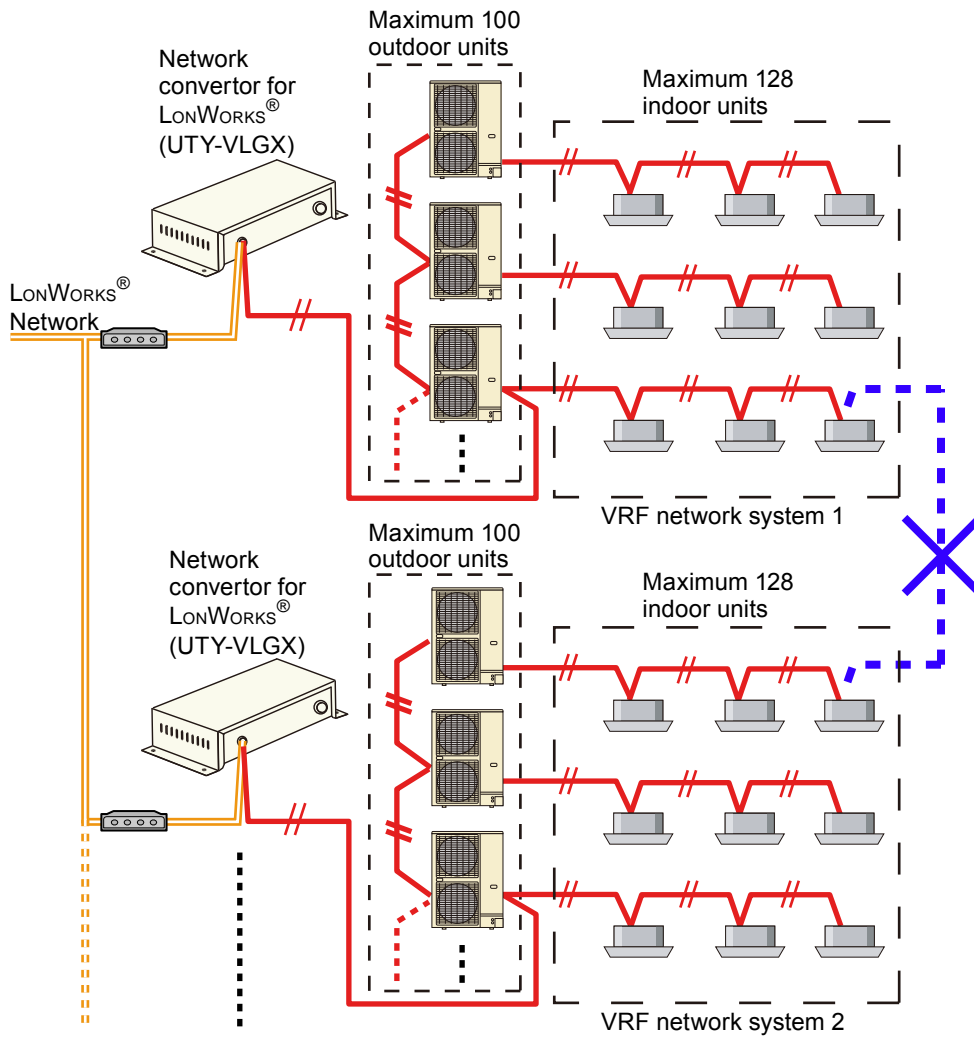 Maximum 100
outdoor units
Network
convertor for
LONWORKS®
(UTY-VLGX)
Maximum 128
indoor units
LONWORKS®
Network
VRF network system 1
Maximum 100
outdoor units
Network
convertor for
LONWORKS®
(UTY-VLGX)
Maximum 128
indoor units
VRF network system 2